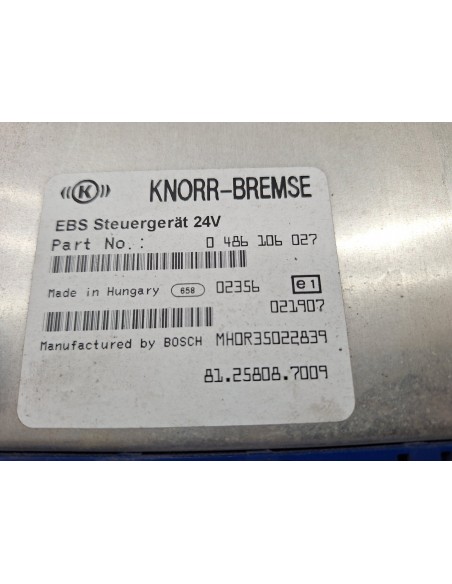 ((K)) KNORR-BREMSE
EBS Steuergerät 24V
Part No.: 0 486 106 027
Made in Hungary 658 02356 e1
021907
Manufactured by BOSCH MH0R35022839
81.25808.7009